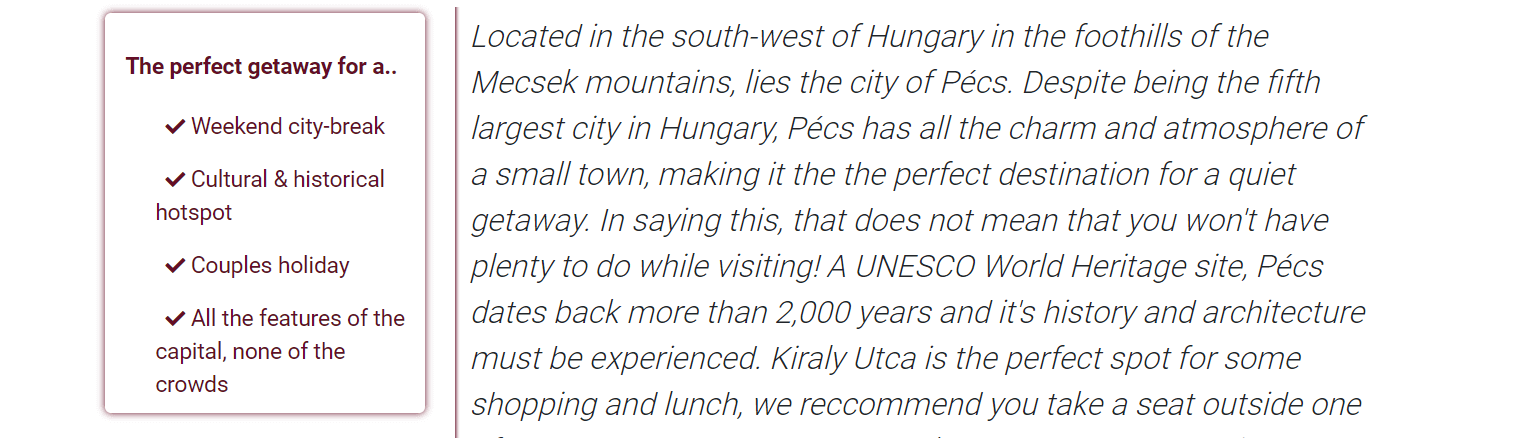 The perfect getaway for a..
Weekend city-break
Cultural & historical
hotspot
Couples holiday
All the features of the
capital, none of the
crowds
Located in the south-west of Hungary in the foothills of the
Mecsek mountains, lies the city of Pécs. Despite being the fifth
largest city in Hungary, Pécs has all the charm and atmosphere of
a small town, making it the the perfect destination for a quiet
getaway. In saying this, that does not mean that you won't have
plenty to do while visiting! A UNESCO World Heritage site, Pécs
dates back more than 2,000 years and it's history and architecture
must be experienced. Kiraly Utca is the perfect spot for some
shopping and lunch, we reccommend you take a seat outside one